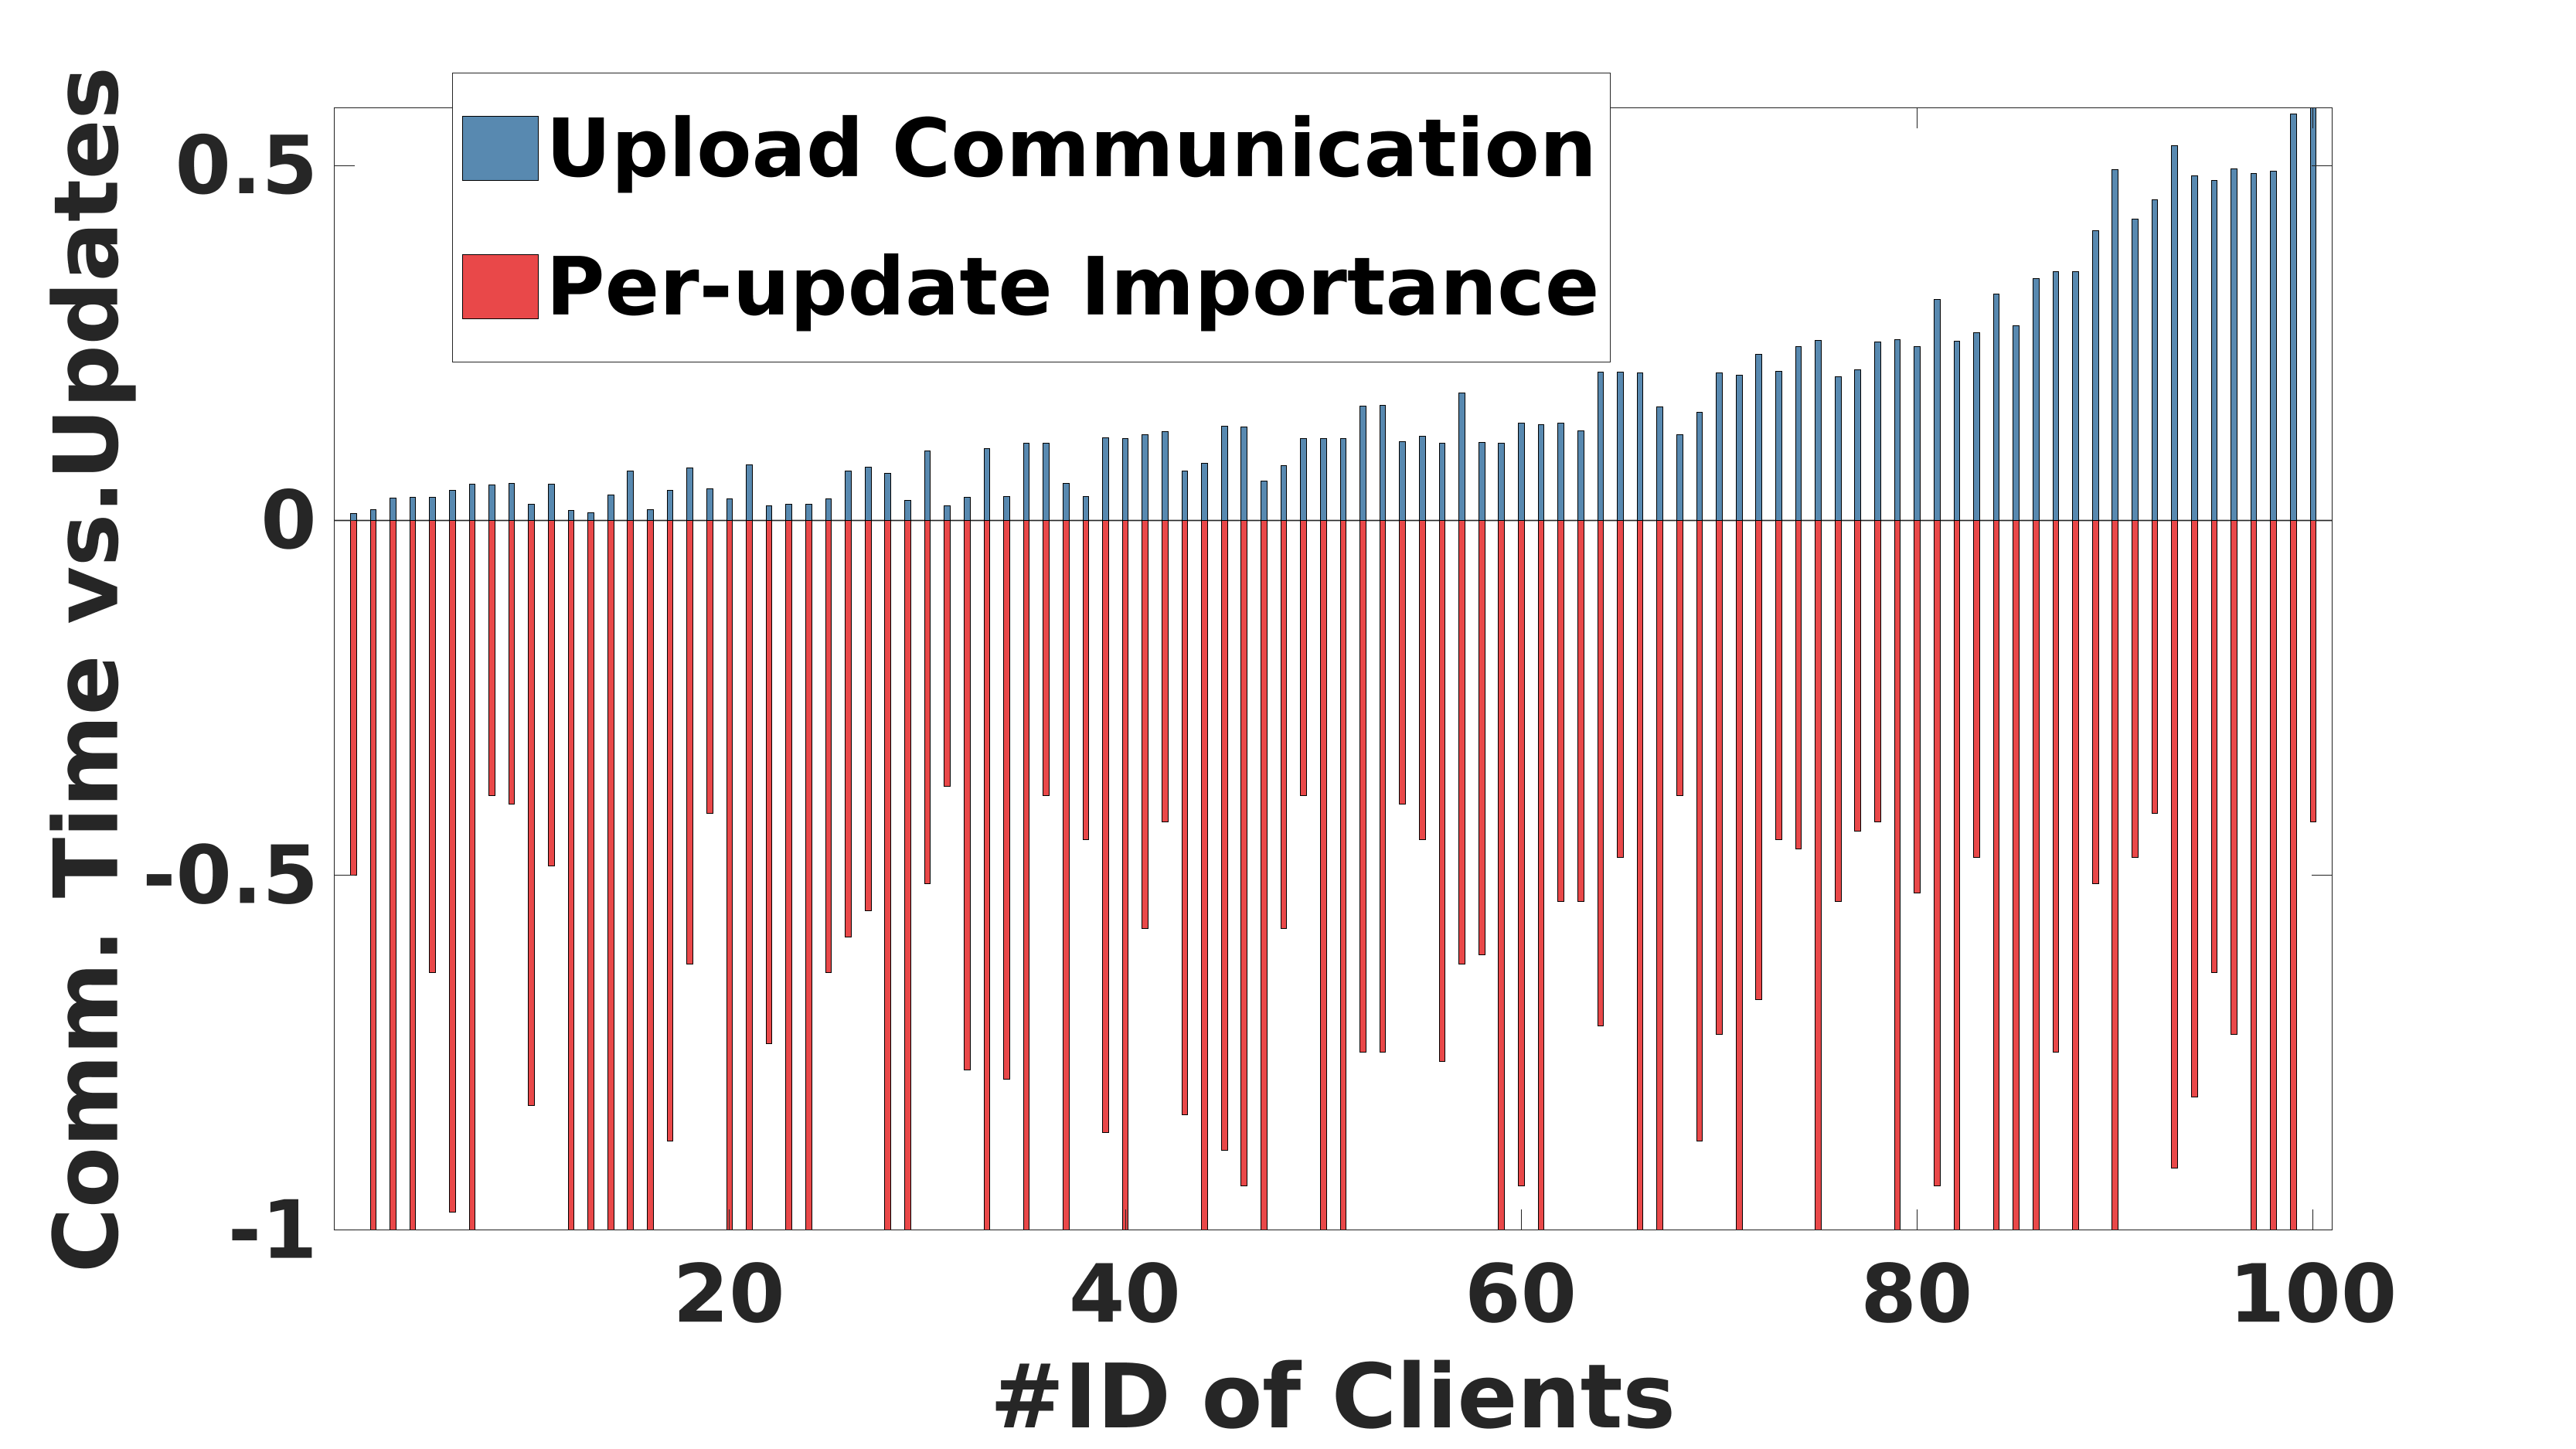 Upload Communication
Per-update Importance
Comm. Time vs.Updates
0.5
0
-0.5
-1
20 40 60 80 100
#ID of Clients